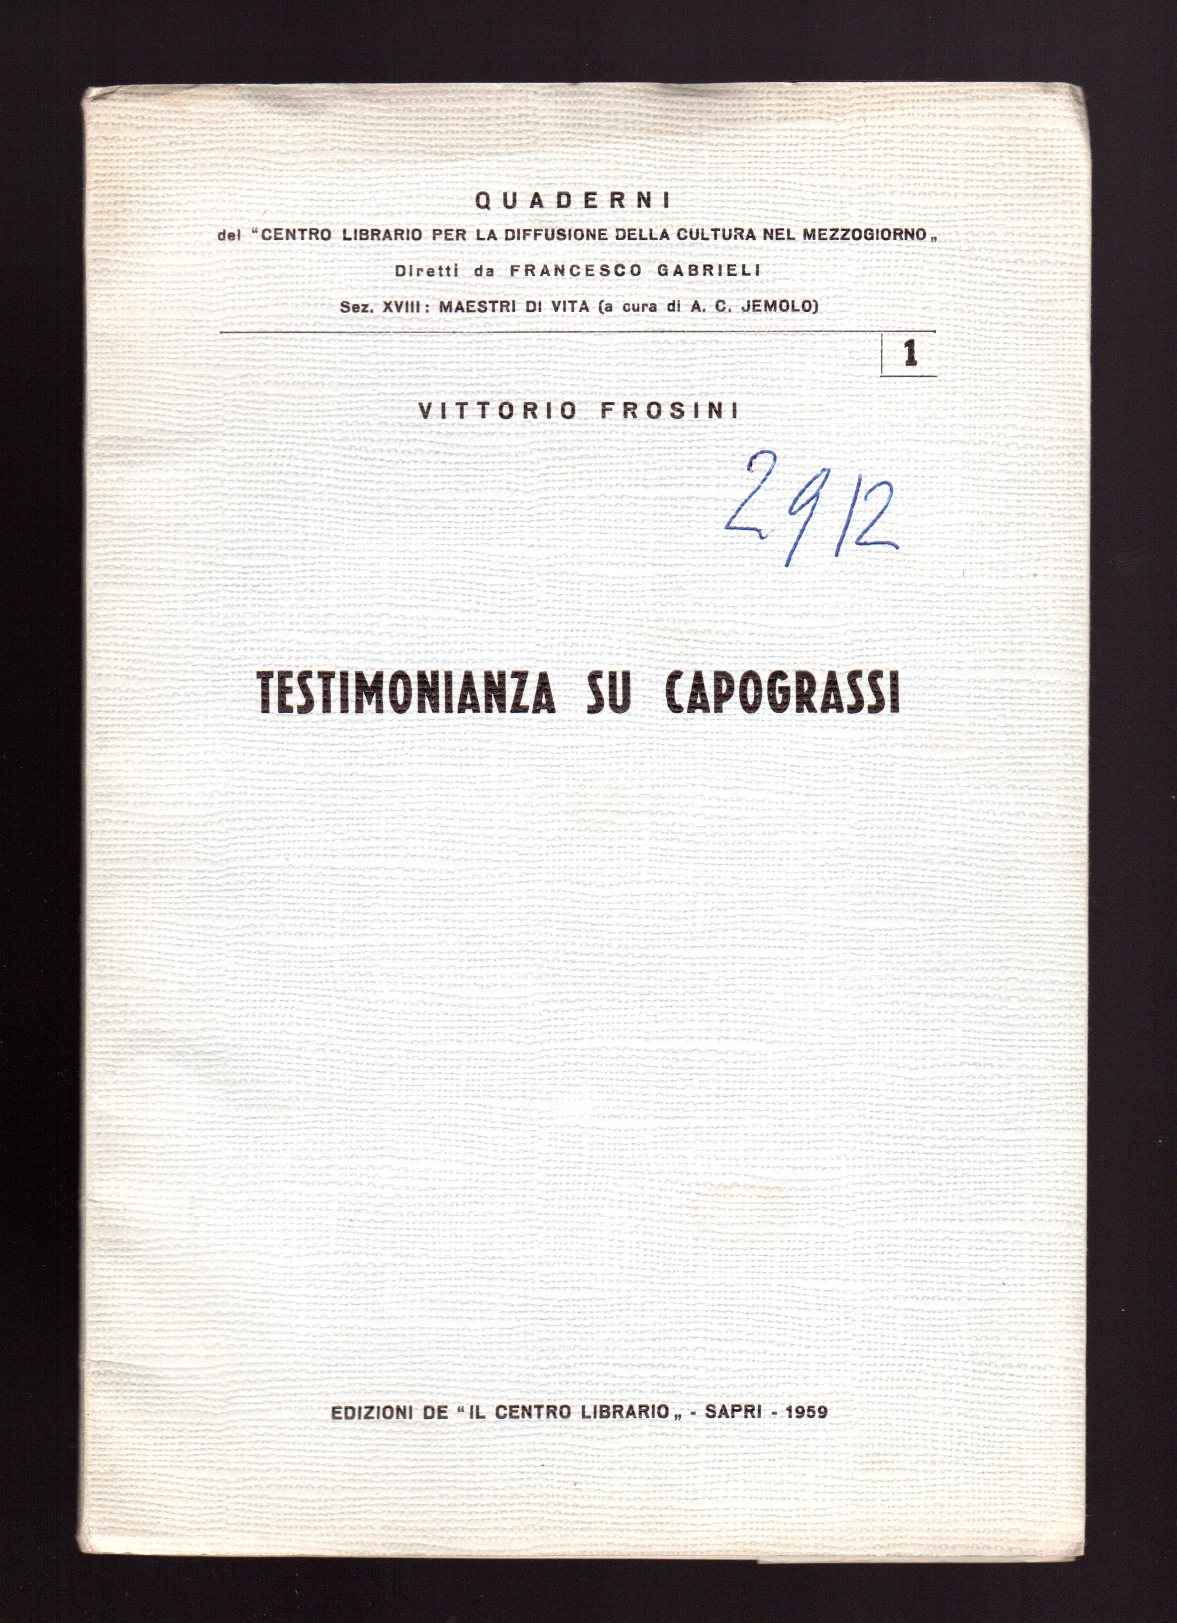 QUADERNI
del "CENTRO LIBRARIO PER LA DIFFUSIONE DELLA CULTURA NEL MEZZOGIORNO„
Diretti da FRANCESCO GABRIELI
Sez. XVIII: MAESTRI DI VITA (a cura di A. C. JEMOLO)
1
VITTORIO FROSINI
2912
TESTIMONIANZA SU CAPOGRASSI
EDIZIONI DE "IL CENTRO LIBRARIO„ - SAPRI - 1959